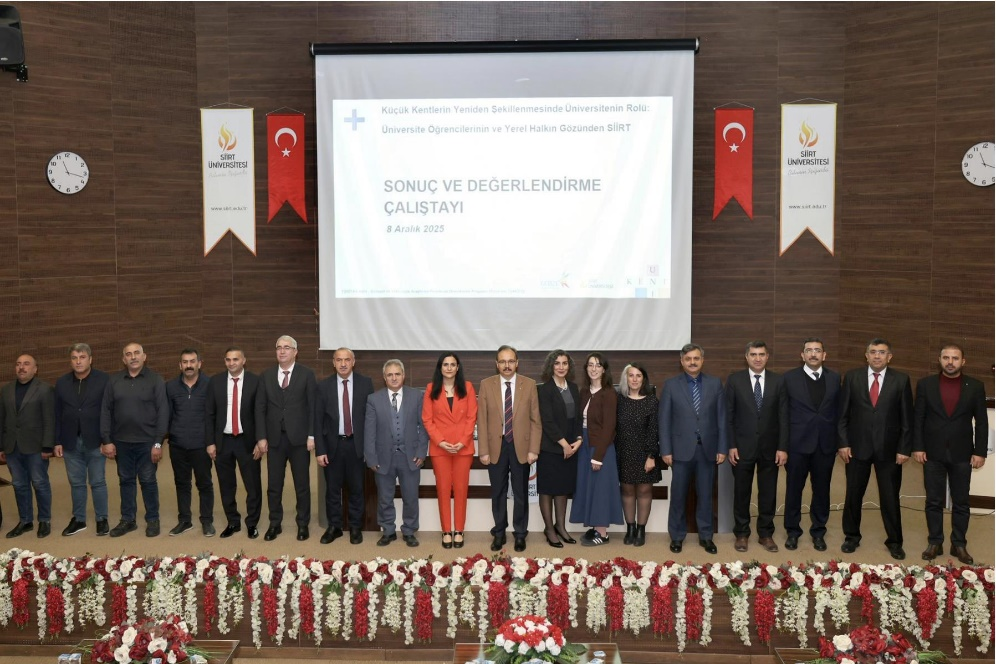 Küçük Kentlerin Yeniden Şekillenmesinde Üniversitenin Rolü:
Üniversite Öğrencilerinin ve Yerel Halkın Gözünden SİİRT
SONUÇ VE DEĞERLENDİRME
ÇALIŞTAYI
8 Aralık 2025
SİİRT
ÜNİVERSİTESİ
www.siirt.edu.tr
SİİRT
ÜNİVERSİTESİ
www.siirt.edu.tr
U
KENT